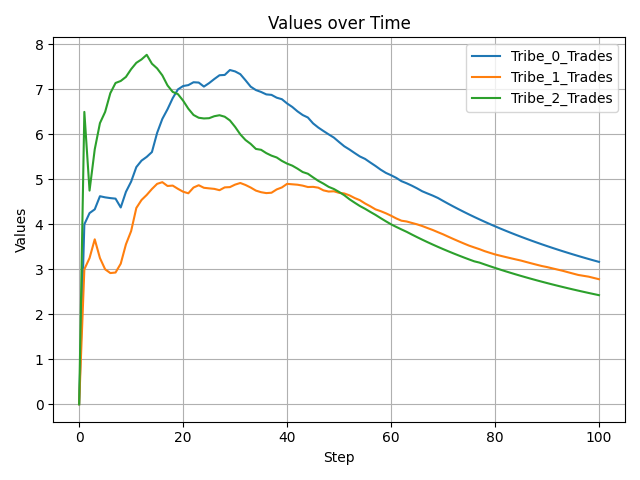 Values over Time
Tribe_0_Trades
Tribe_1_Trades
Tribe_2_Trades
Values
8
7
6
5
4
3
2
1
0
0 20 40 60 80 100
Step